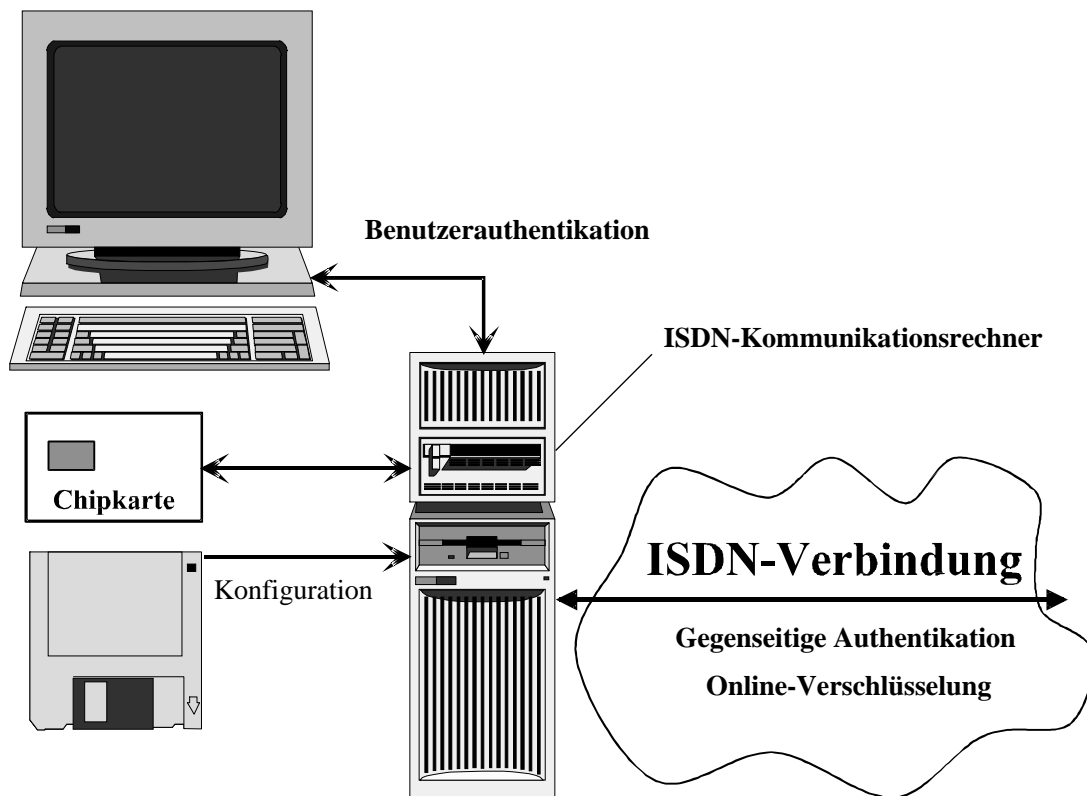 Benutzerauthentikation
ISDN-Kommunikationsrechner
Chipkarte
Konfiguration
ISDN-Verbindung
Gegenseitige Authentikation
Online-Verschlüsselung